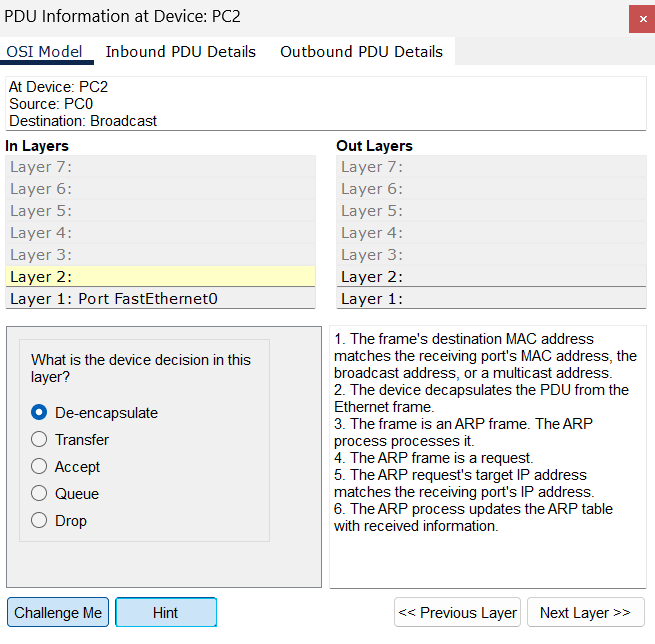 PDU Information at Device: PC2
×
OSI Model Inbound PDU Details Outbound PDU Details
At Device: PC2
Source: PC0
Destination: Broadcast
In Layers
Layer 7:
Layer 6:
Layer 5:
Layer 4:
Layer 3:
Layer 2:
Layer 1: Port FastEthernet0
Out Layers
Layer 7:
Layer 6:
Layer 5:
Layer 4:
Layer 3:
Layer 2:
Layer 1:
What is the device decision in this
layer?
De-encapsulate
Transfer
Accept
Queue
Drop
1. The frame's destination MAC address
matches the receiving port's MAC address, the
broadcast address, or a multicast address.
2. The device decapsulates the PDU from the
Ethernet frame.
3. The frame is an ARP frame. The ARP
process processes it.
4. The ARP frame is a request.
5. The ARP request's target IP address
matches the receiving port's IP address.
6. The ARP process updates the ARP table
with received information.
Challenge Me Hint << Previous Layer Next Layer >>